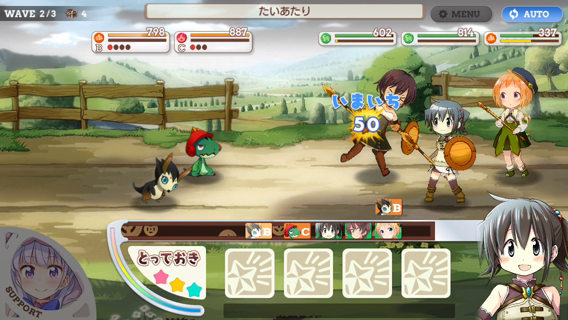 WAVE 2/3 4
たいあたり
MENU
AUTO
798
B
887
C
602
814
337
いまいち
50
B
B C
とっておき
SUPPORT